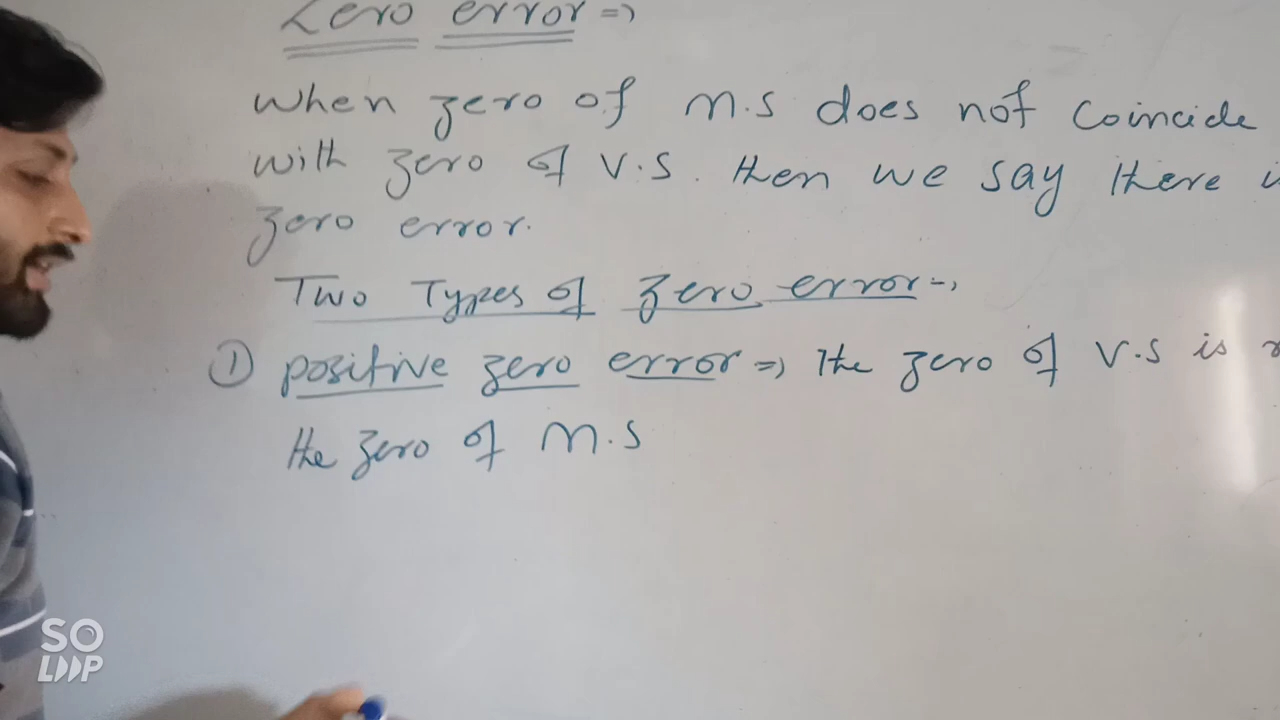 Zero error =>
When zero of M.S does not coincide
with zero of V.S. then we say there
zero error.
Two Types of zero error =>
① positive zero error => the zero of V.S is
the zero of M.S
SO
LOOP